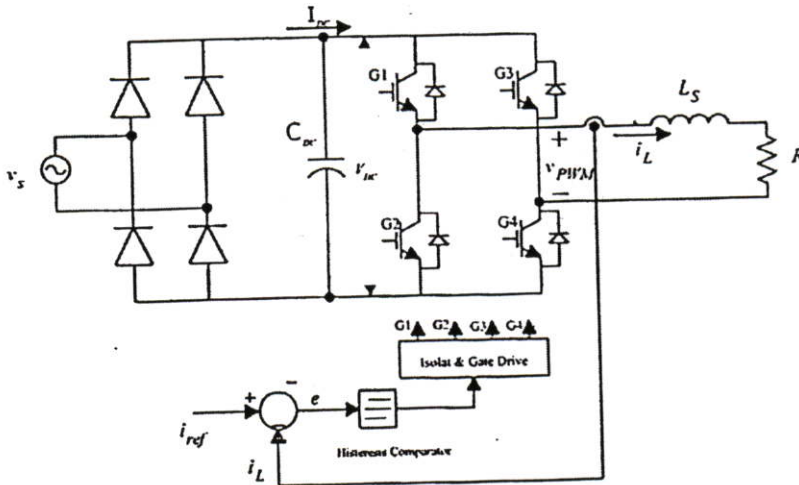 I_DC
G1
G3
L_S
+
i_L
v_PWM
−
R
C_DC
V_DC
v_s
G2
G4
G1 G2 G3 G4
Isolat & Gate Drive
+
−
e
i_ref
i_L
Histeresis Comparator